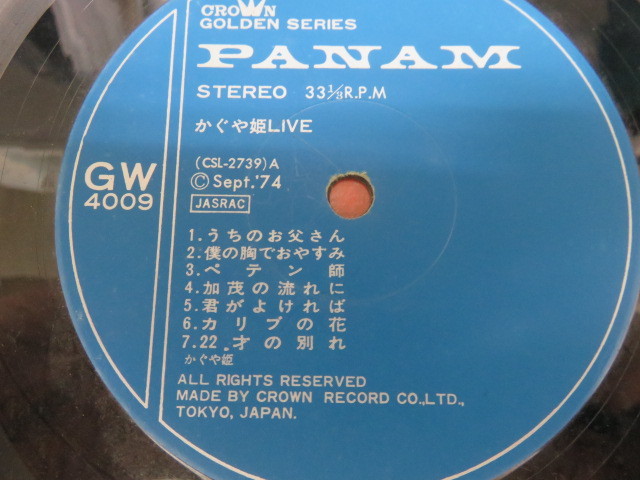 CROWN
GOLDEN SERIES
PANAM
STEREO 33⅓R.P.M
かぐや姫LIVE
(CSL-2739)A
GW
4009
©Sept.'74
JASRAC
1.うちのお父さん
2.僕の胸でおやすみ
3.ペテン師
4.加茂の流れに
5.君がよければ
6.カリブの花
7.22才の別れ
かぐや姫
ALL RIGHTS RESERVED
MADE BY CROWN RECORD CO.,LTD.,
TOKYO, JAPAN.